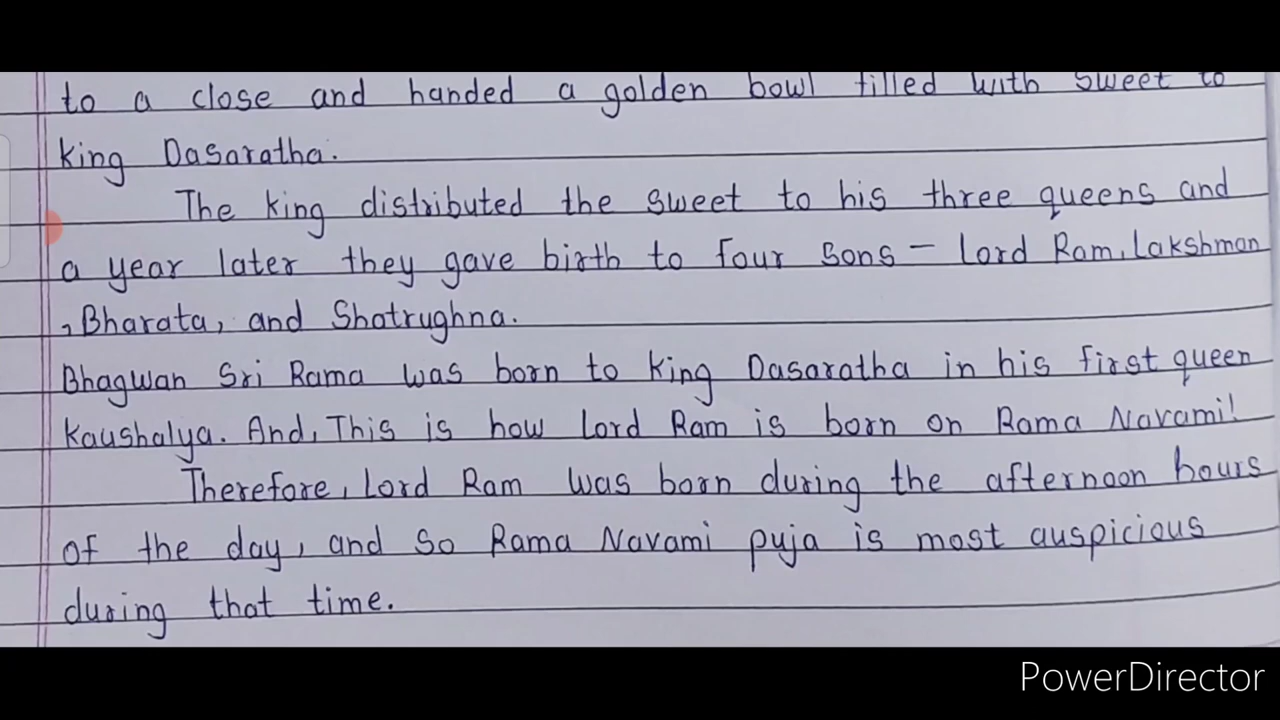 to a close and handed a golden bowl filled with sweet to
king Dasaratha.
The king distributed the sweet to his three queens and
a year later they gave birth to four sons – Lord Ram, Lakshman
, Bharata, and Shatrughna.
Bhagwan Sri Rama was born to king Dasaratha in his first queen
Kaushalya. And, This is how Lord Ram is born on Rama Navami!
Therefore, Lord Ram was born during the afternoon hours
of the day, and so Rama Navami puja is most auspicious
during that time.
PowerDirector